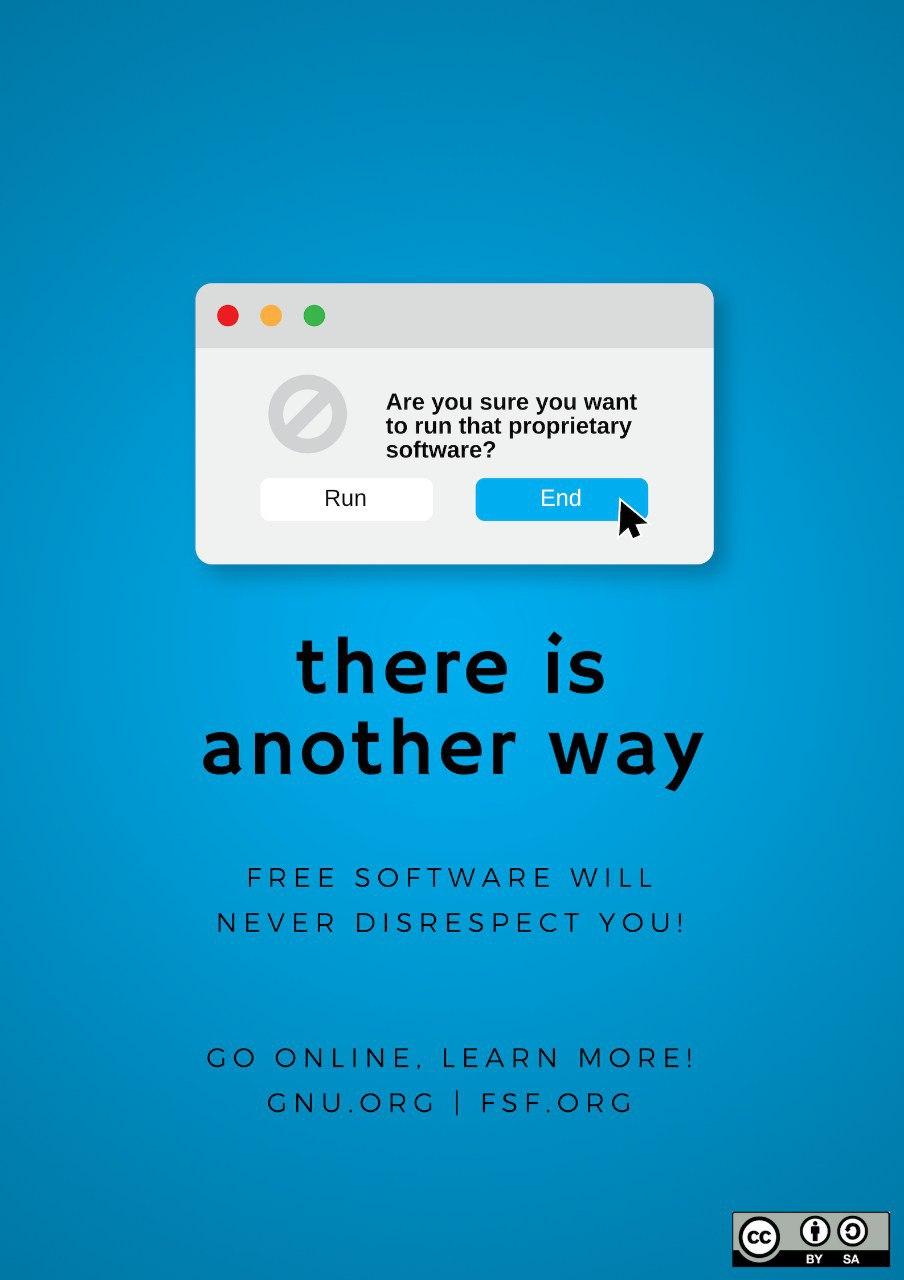 Are you sure you want
to run that proprietary
software?
Run
End
there is
another way
FREE SOFTWARE WILL
NEVER DISRESPECT YOU!
GO ONLINE, LEARN MORE!
GNU.ORG | FSF.ORG
cc
BY SA